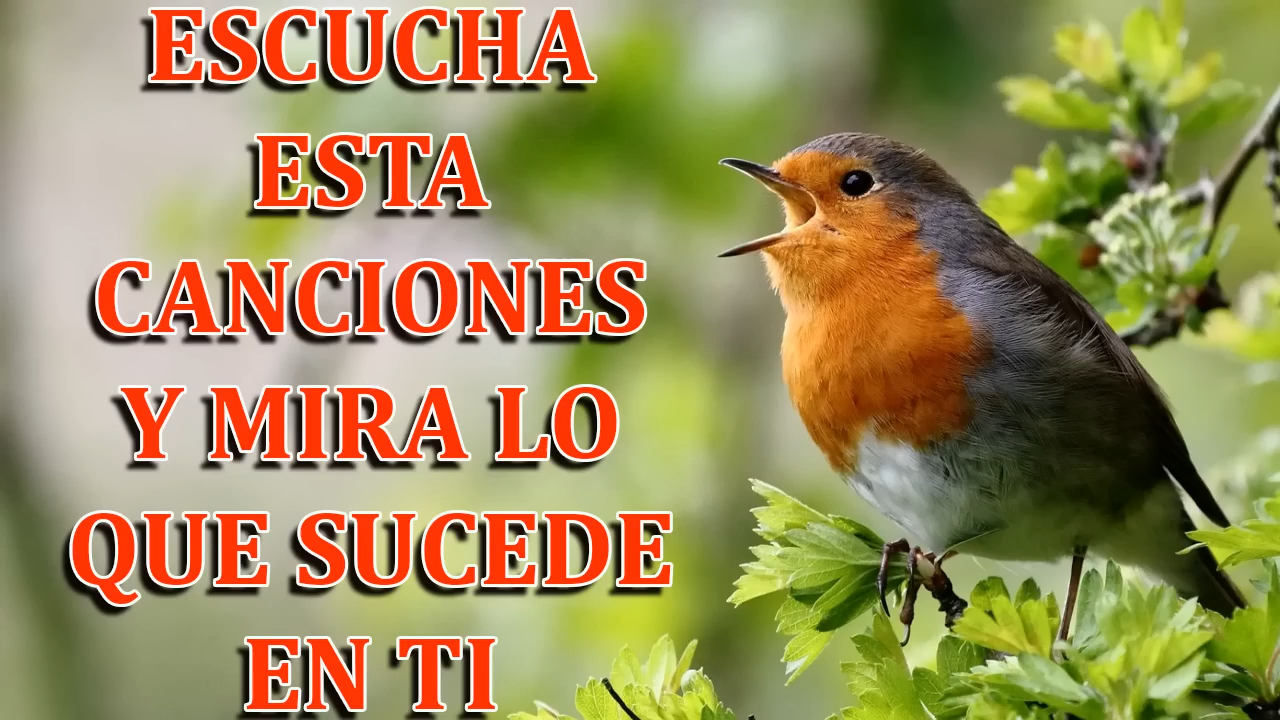 ESCUCHA
ESTA
CANCIONES
Y MIRA LO
QUE SUCEDE
EN TI